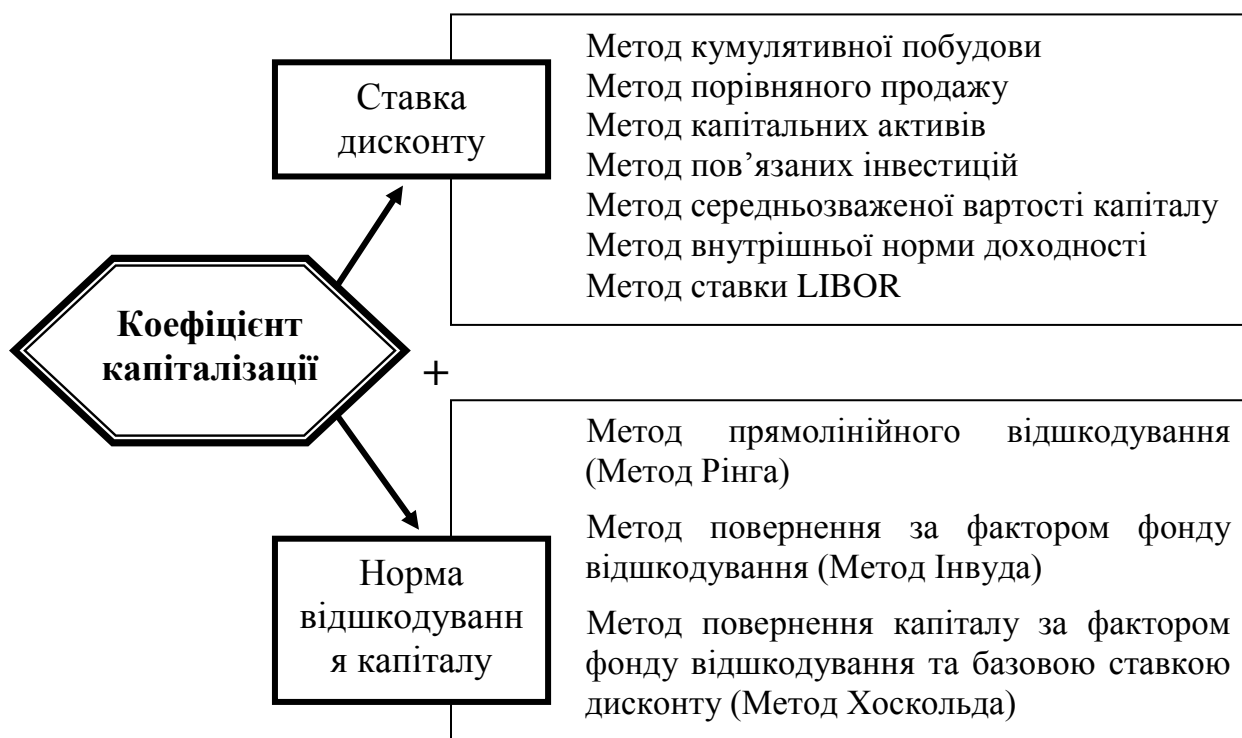 Коефіцієнт
капіталізації
+
Ставка
дисконту
Метод кумулятивної побудови
Метод порівняного продажу
Метод капітальних активів
Метод пов’язаних інвестицій
Метод середньозваженої вартості капіталу
Метод внутрішньої норми доходності
Метод ставки LIBOR
Норма
відшкодуванн
я капіталу
Метод прямолінійного відшкодування
(Метод Рінга)
Метод повернення за фактором фонду
відшкодування (Метод Інвуда)
Метод повернення капіталу за фактором
фонду відшкодування та базовою ставкою
дисконту (Метод Хоскольда)